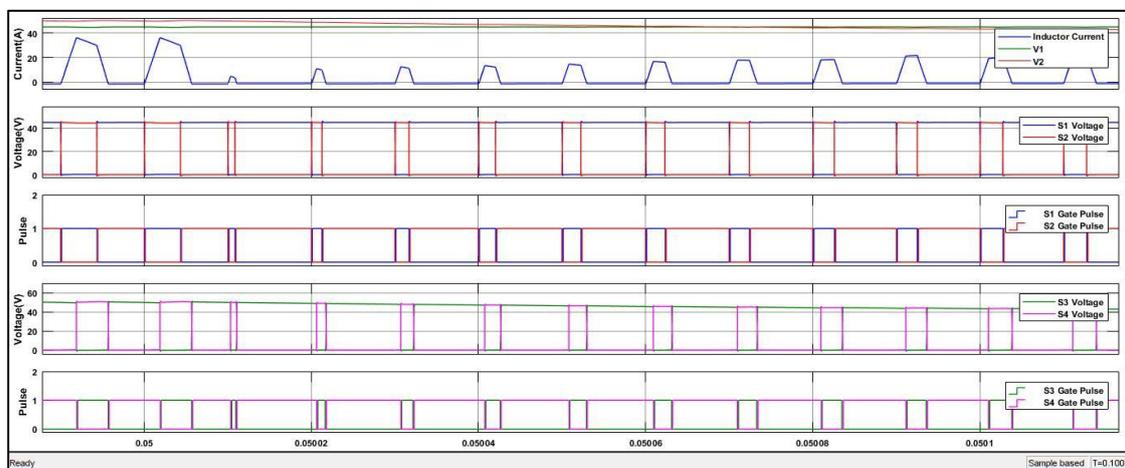 Current(A)
40
20
0
Inductor Current
V1
V2
Voltage(V)
40
20
0
S1 Voltage
S2 Voltage
Pulse
2
1
0
S1 Gate Pulse
S2 Gate Pulse
Voltage(V)
60
40
20
0
S3 Voltage
S4 Voltage
Pulse
2
1
0
S3 Gate Pulse
S4 Gate Pulse
0.05 0.05002 0.05004 0.05006 0.05008 0.0501
Ready Sample based T=0.100